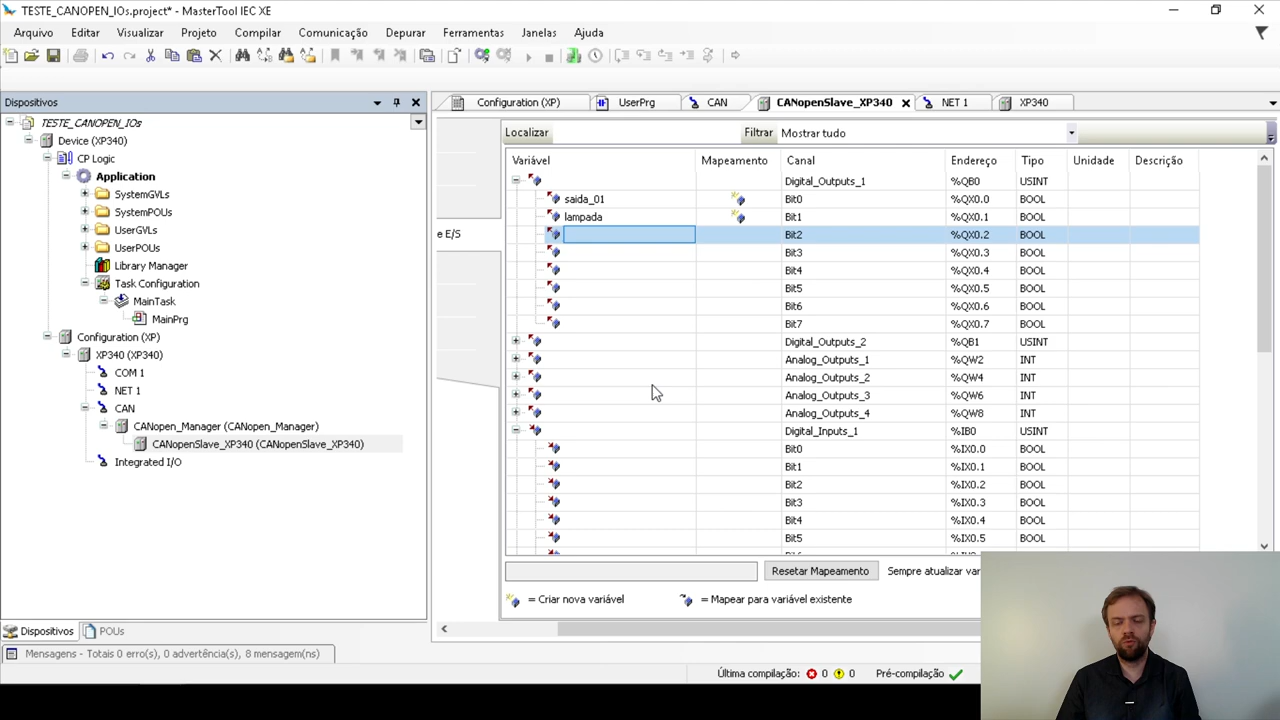 TESTE_CANOPEN_IOs.project* - MasterTool IEC XE
Arquivo Editar Visualizar Projeto Compilar Comunicação Depurar Ferramentas Janelas Ajuda
Dispositivos
TESTE_CANOPEN_IOs
Device (XP340)
CP Logic
Application
SystemGVLs
SystemPOUs
UserGVLs
UserPOUs
Library Manager
Task Configuration
MainTask
MainPrg
Configuration (XP)
XP340 (XP340)
COM 1
NET 1
CAN
CANopen_Manager (CANopen_Manager)
CANopenSlave_XP340 (CANopenSlave_XP340)
Integrated I/O
Dispositivos POUs
Configuration (XP) UserPrg CAN CANopenSlave_XP340 NET 1 XP340
e E/S
Localizar Filtrar Mostrar tudo
Variável Mapeamento Canal Endereço Tipo Unidade Descrição
Digital_Outputs_1 %QB0 USINT
saida_01 Bit0 %QX0.0 BOOL
lampada Bit1 %QX0.1 BOOL
Bit2 %QX0.2 BOOL
Bit3 %QX0.3 BOOL
Bit4 %QX0.4 BOOL
Bit5 %QX0.5 BOOL
Bit6 %QX0.6 BOOL
Bit7 %QX0.7 BOOL
Digital_Outputs_2 %QB1 USINT
Analog_Outputs_1 %QW2 INT
Analog_Outputs_2 %QW4 INT
Analog_Outputs_3 %QW6 INT
Analog_Outputs_4 %QW8 INT
Digital_Inputs_1 %IB0 USINT
Bit0 %IX0.0 BOOL
Bit1 %IX0.1 BOOL
Bit2 %IX0.2 BOOL
Bit3 %IX0.3 BOOL
Bit4 %IX0.4 BOOL
Bit5 %IX0.5 BOOL
Resetar Mapeamento Sempre atualizar var
= Criar nova variável = Mapear para variável existente
Mensagens - Totais 0 erro(s), 0 advertência(s), 8 mensagem(ns)
Última compilação: 0 0 Pré-compilação